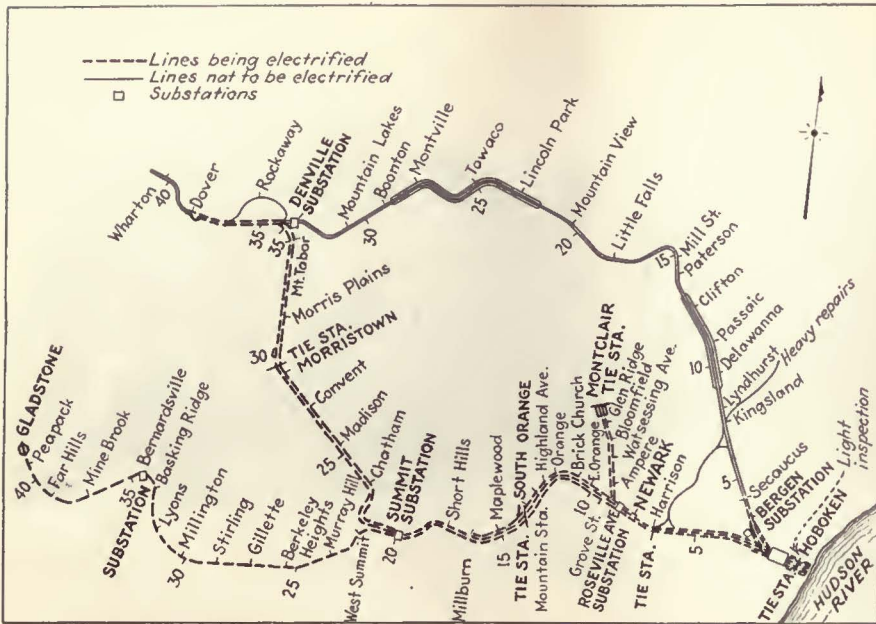 Lines being electrified
Lines not to be electrified
Substations
Wharton
40
Dover
Rockaway
35
35
DENVILLE
SUBSTATION
Mountain Lakes
Boonton
30
Montville
Towaco
25
Lincoln Park
Mountain View
20
Little Falls
15
Mill St.
Paterson
Clifton
Passaic
Delawanna
10
Lyndhurst
Heavy repairs
Kingsland
5
Secaucus
BERGEN
SUBSTATION
Light
inspection
TIE STA.
HOBOKEN
HUDSON
RIVER
Mt. Tabor
Morris Plains
30
TIE STA.
MORRISTOWN
Convent
Madison
25
Chatham
GLADSTONE
40
Peapack
Far Hills
Mine Brook
Bernardsville
35
SUBSTATION
Basking Ridge
Lyons
Millington
30
Stirling
Gillette
Berkeley
Heights
25
Murray Hill
West Summit
SUMMIT
SUBSTATION
20
Short Hills
Millburn
Maplewood
15
TIE STA. SOUTH ORANGE
Mountain Sta.
Highland Ave.
Orange
Brick Church
E. Orange
10
Grove St.
ROSEVILLE AVE.
SUBSTATION
MONTCLAIR
TIE STA.
Glen Ridge
Bloomfield
Watsessing Ave.
Ampere
NEWARK
Harrison
TIE STA.
5